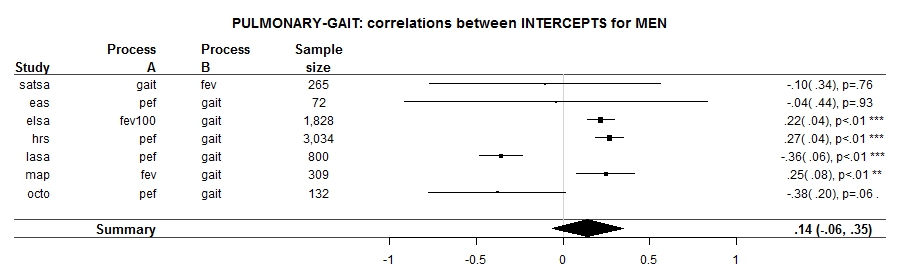 PULMONARY-GAIT: correlations between INTERCEPTS for MEN
Process Process Sample
Study A B size
satsa gait fev 265 -.10(.34), p=.76
eas pef gait 72 -.04(.44), p=.93
elsa fev100 gait 1,828 .22(.04), p<.01 ***
hrs pef gait 3,034 .27(.04), p<.01 ***
lasa pef gait 800 -.36(.06), p<.01 ***
map fev gait 309 .25(.08), p<.01 **
octo pef gait 132 -.38(.20), p=.06 .
Summary .14 (-.06, .35)
-1 -0.5 0 0.5 1